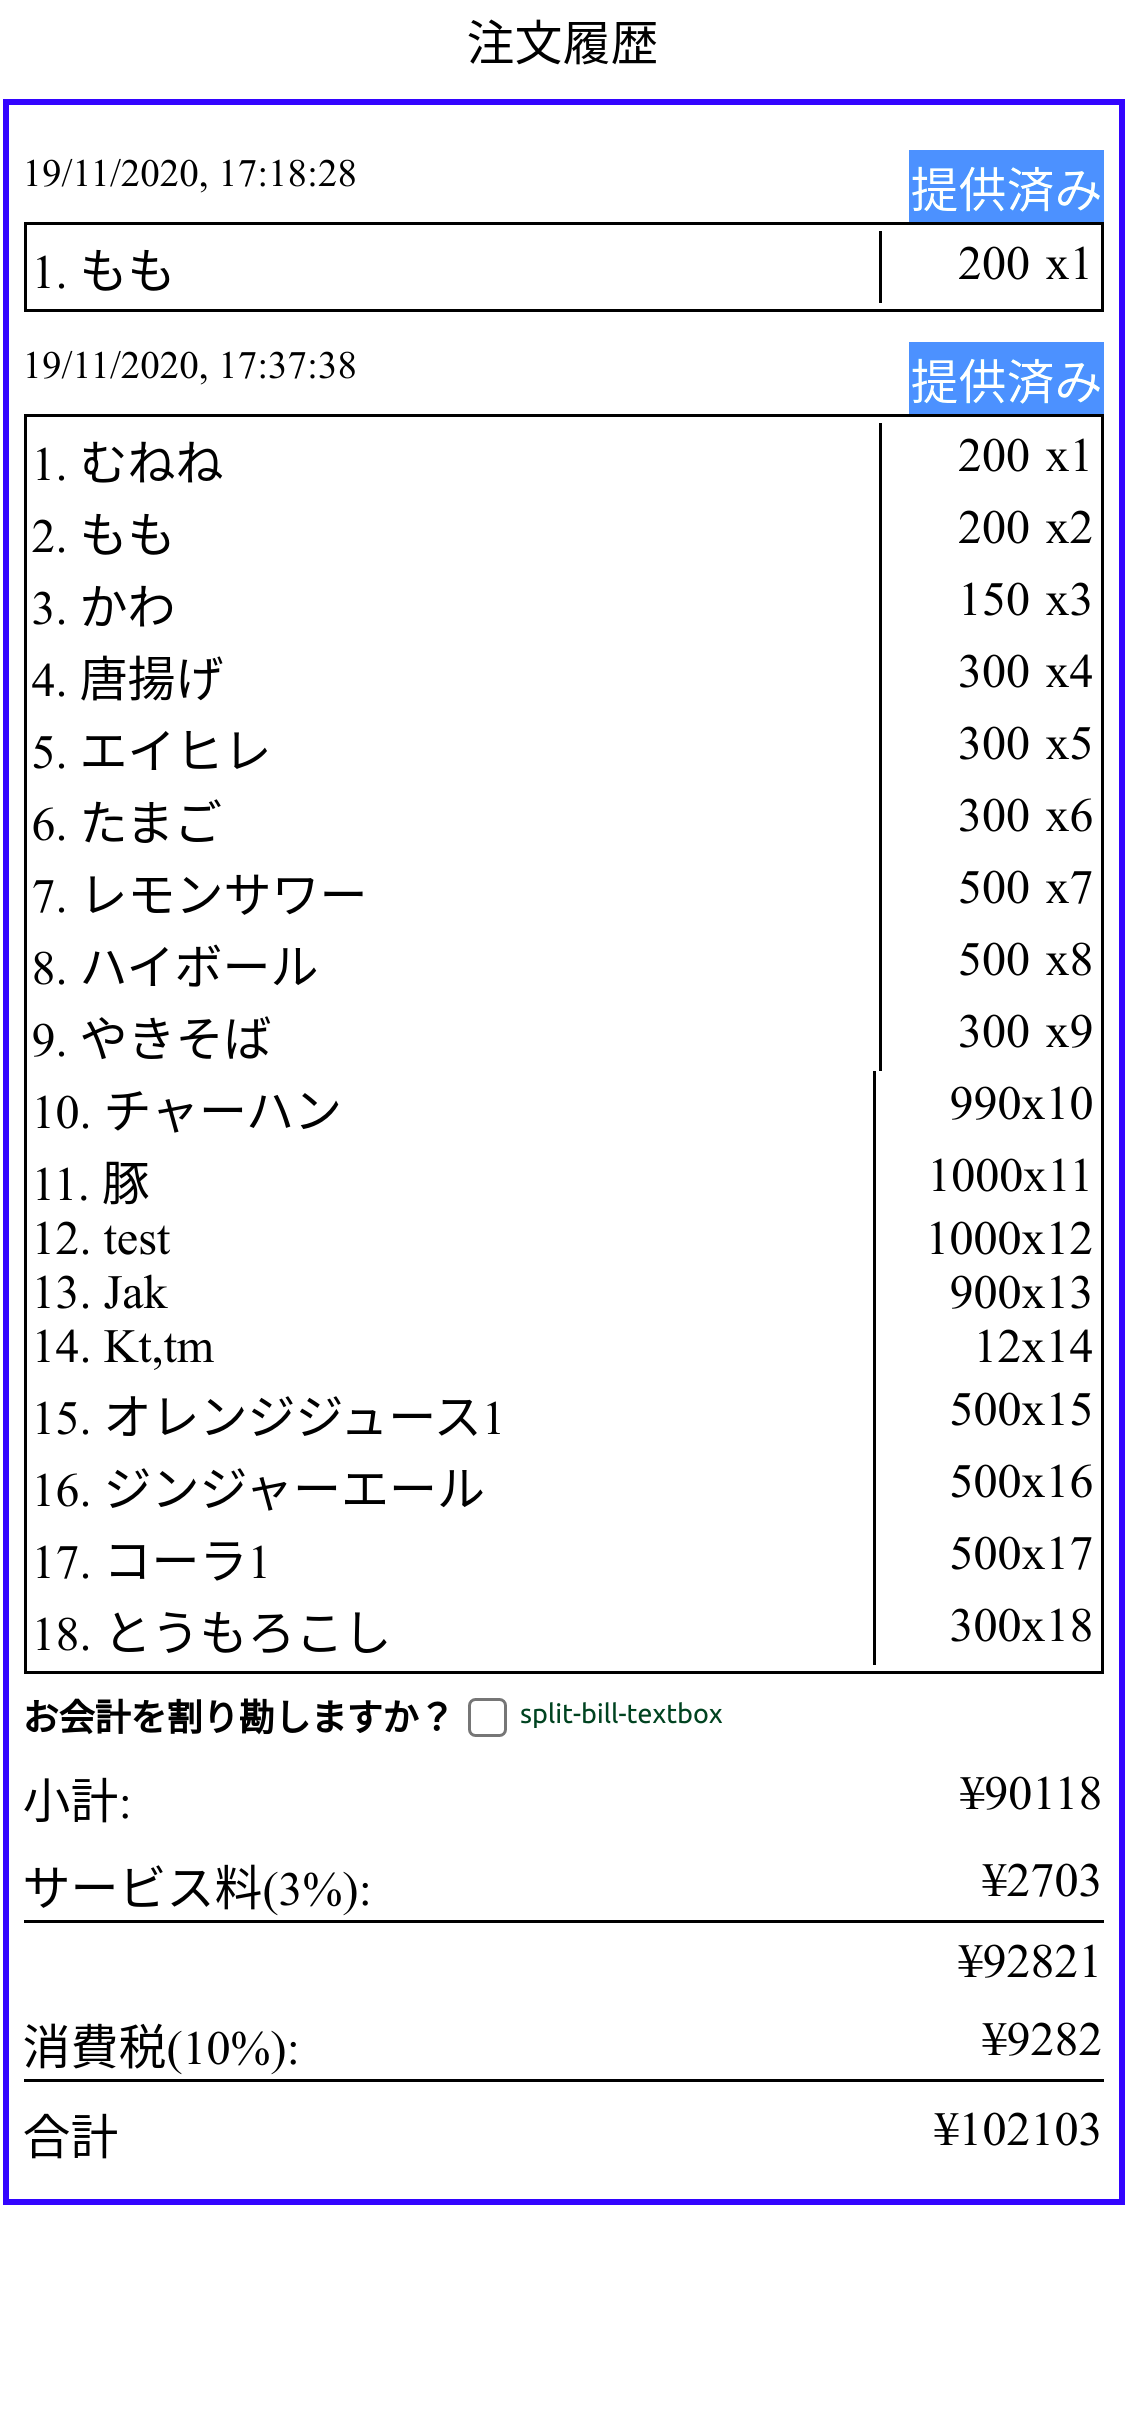 注文履歴
19/11/2020, 17:18:28 提供済み
1. もも 200 x1
19/11/2020, 17:37:38 提供済み
1. むねね 200 x1
2. もも 200 x2
3. かわ 150 x3
4. 唐揚げ 300 x4
5. エイヒレ 300 x5
6. たまご 300 x6
7. レモンサワー 500 x7
8. ハイボール 500 x8
9. やきそば 300 x9
10. チャーハン 990x10
11. 豚 1000x11
12. test 1000x12
13. Jak 900x13
14. Kt,tm 12x14
15. オレンジジュース1 500x15
16. ジンジャーエール 500x16
17. コーラ1 500x17
18. とうもろこし 300x18
お会計を割り勘しますか？ split-bill-textbox
小計: ¥90118
サービス料(3%): ¥2703
¥92821
消費税(10%): ¥9282
合計 ¥102103